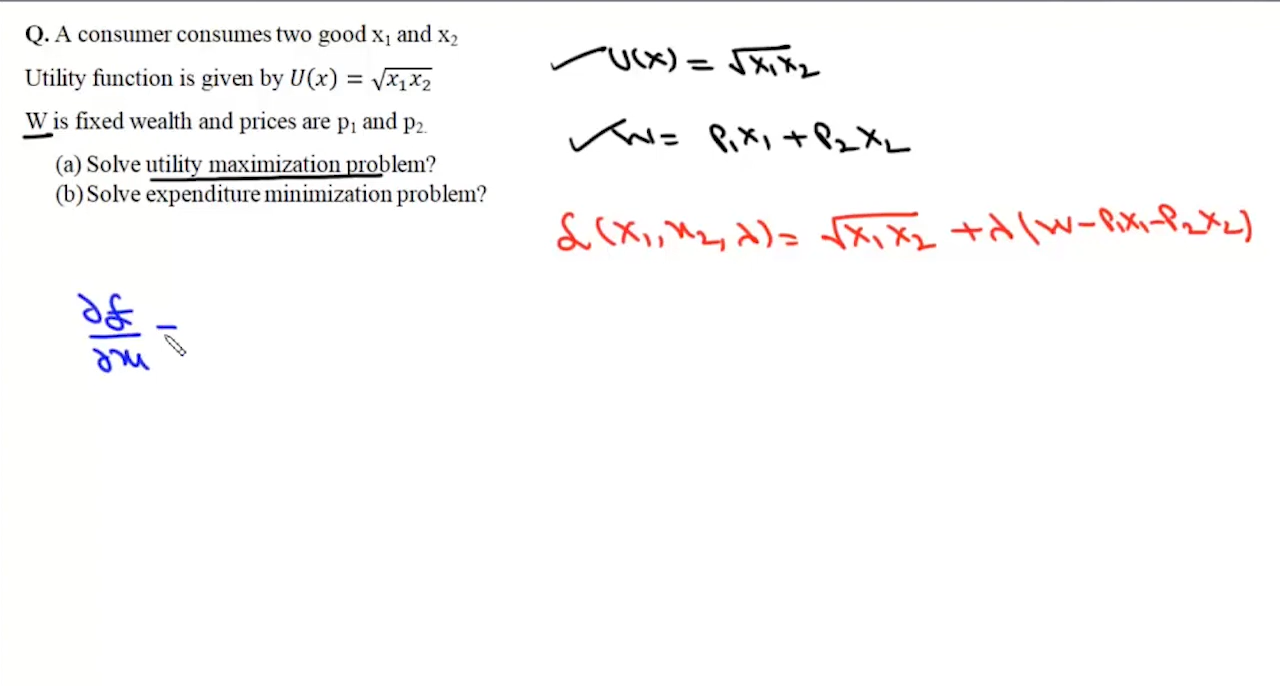 Q. A consumer consumes two good x₁ and x₂
Utility function is given by U(x) = √x₁x₂
W is fixed wealth and prices are p₁ and p₂.
(a) Solve utility maximization problem?
(b) Solve expenditure minimization problem?
U(x) = √x₁x₂
W = P₁x₁ + P₂x₂
L(x₁, x₂, λ) = √x₁x₂ + λ(W - P₁x₁ - P₂x₂)
∂L/∂x₁ =